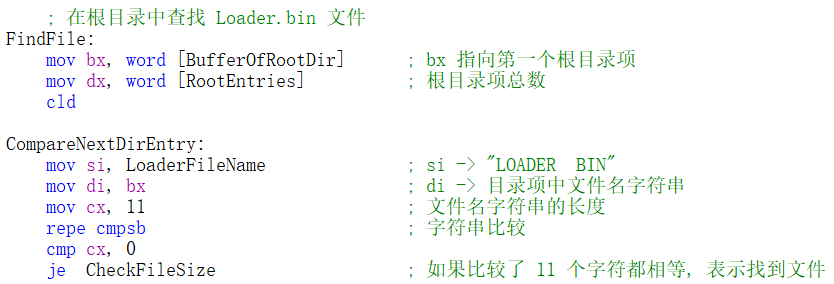 ; 在根目录中查找 Loader.bin 文件
FindFile:
mov bx, word [BufferOfRootDir] ; bx 指向第一个根目录项
mov dx, word [RootEntries] ; 根目录项总数
cld
CompareNextDirEntry:
mov si, LoaderFileName ; si -> "LOADER  BIN"
mov di, bx ; di -> 目录项中文件名字符串
mov cx, 11 ; 文件名字符串的长度
repe cmpsb ; 字符串比较
cmp cx, 0
je  CheckFileSize ; 如果比较了 11 个字符都相等, 表示找到文件